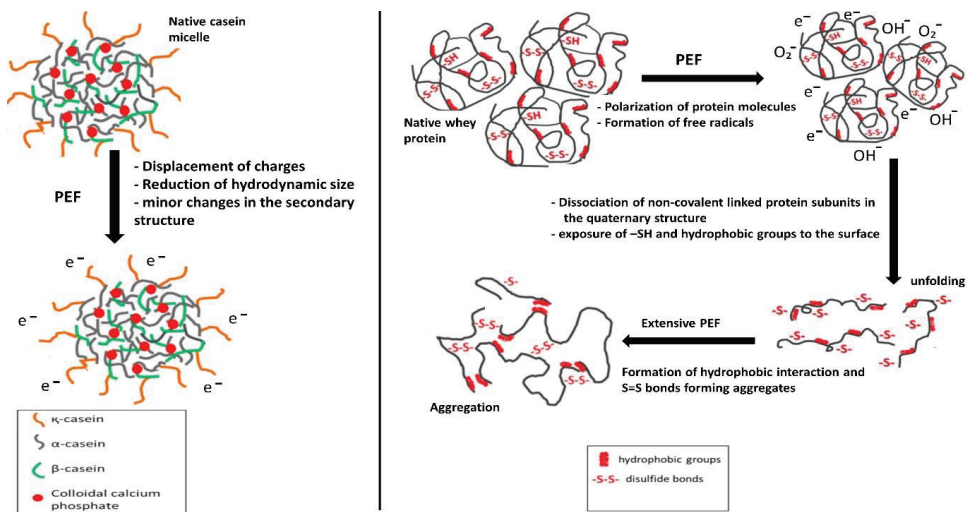 Native casein
micelle
PEF
- Displacement of charges
- Reduction of hydrodynamic size
- minor changes in the secondary
structure
e⁻
e⁻
e⁻
e⁻
e⁻
e⁻
e⁻
e⁻
κ-casein
α-casein
β-casein
Colloidal calcium
phosphate
-SH
-S-S-
-SH
-S-S-
-SH
-S-S-
Native whey
protein
PEF
- Polarization of protein molecules
- Formation of free radicals
e⁻
e⁻
OH⁻
O₂⁻
O₂⁻
e⁻
e⁻
e⁻
OH⁻
OH⁻
-SH
-S-S-
-SH
-S-S-
-SH
-S-S-
- Dissociation of non-covalent linked protein subunits in
the quaternary structure
- exposure of –SH and hydrophobic groups to the surface
unfolding
-S-
-S-
-S-
-S-
-S-
-S-
-S-
Extensive PEF
Formation of hydrophobic interaction and
S=S bonds forming aggregates
-S-
-S-S-
-S-S-
-S-S-
-S-S-
Aggregation
hydrophobic groups
-S-S- disulfide bonds